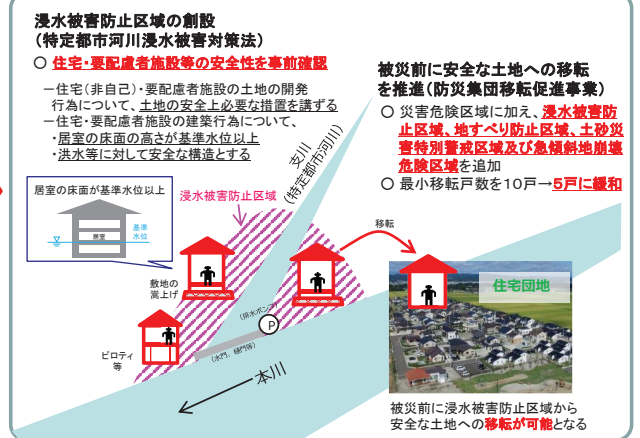 浸水被害防止区域の創設
(特定都市河川浸水被害対策法)
○ 住宅・要配慮者施設等の安全性を事前確認
－住宅(非自己)・要配慮者施設の土地の開発
行為について、土地の安全上必要な措置を講ずる
－住宅・要配慮者施設の建築行為について、
・居室の床面の高さが基準水位以上
・洪水等に対して安全な構造とする
被災前に安全な土地への移転
を推進(防災集団移転促進事業)
○ 災害危険区域に加え、浸水被害防
止区域、地すべり防止区域、土砂災
害特別警戒区域及び急傾斜地崩壊
危険区域を追加
○ 最小移転戸数を10戸→5戸に緩和
支川
(特定都市河川)
居室の床面が基準水位以上
居室
基準
水位
浸水被害防止区域
移転
敷地の
嵩上げ
住宅団地
(排水ポンプ)
P
(水門、樋門等)
ピロティ
等
本川
被災前に浸水被害防止区域から
安全な土地への移転が可能となる